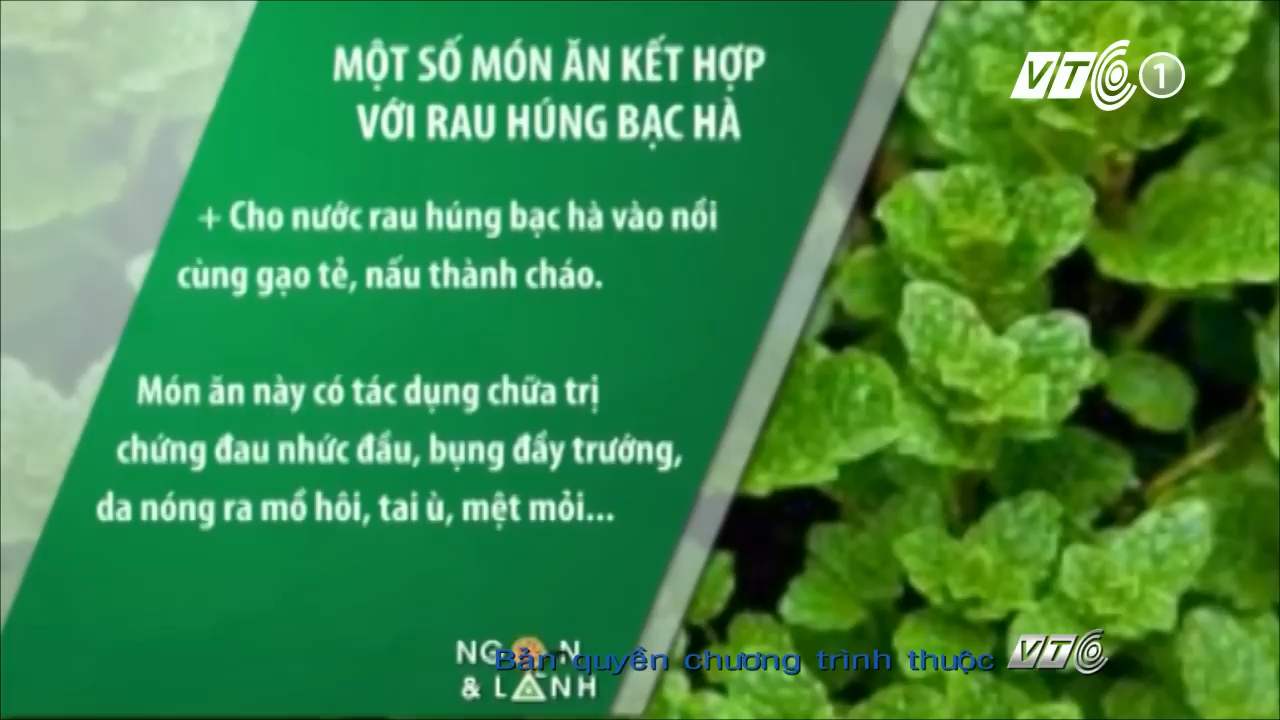 MỘT SỐ MÓN ĂN KẾT HỢP
VỚI RAU HÚNG BẠC HÀ
VTC 1
+ Cho nước rau húng bạc hà vào nồi
cùng gạo tẻ, nấu thành cháo.
Món ăn này có tác dụng chữa trị
chứng đau nhức đầu, bụng đầy trướng,
da nóng ra mồ hôi, tai ù, mệt mỏi...
NGON
& LÀNH
Bản quyền chương trình thuộc VTC